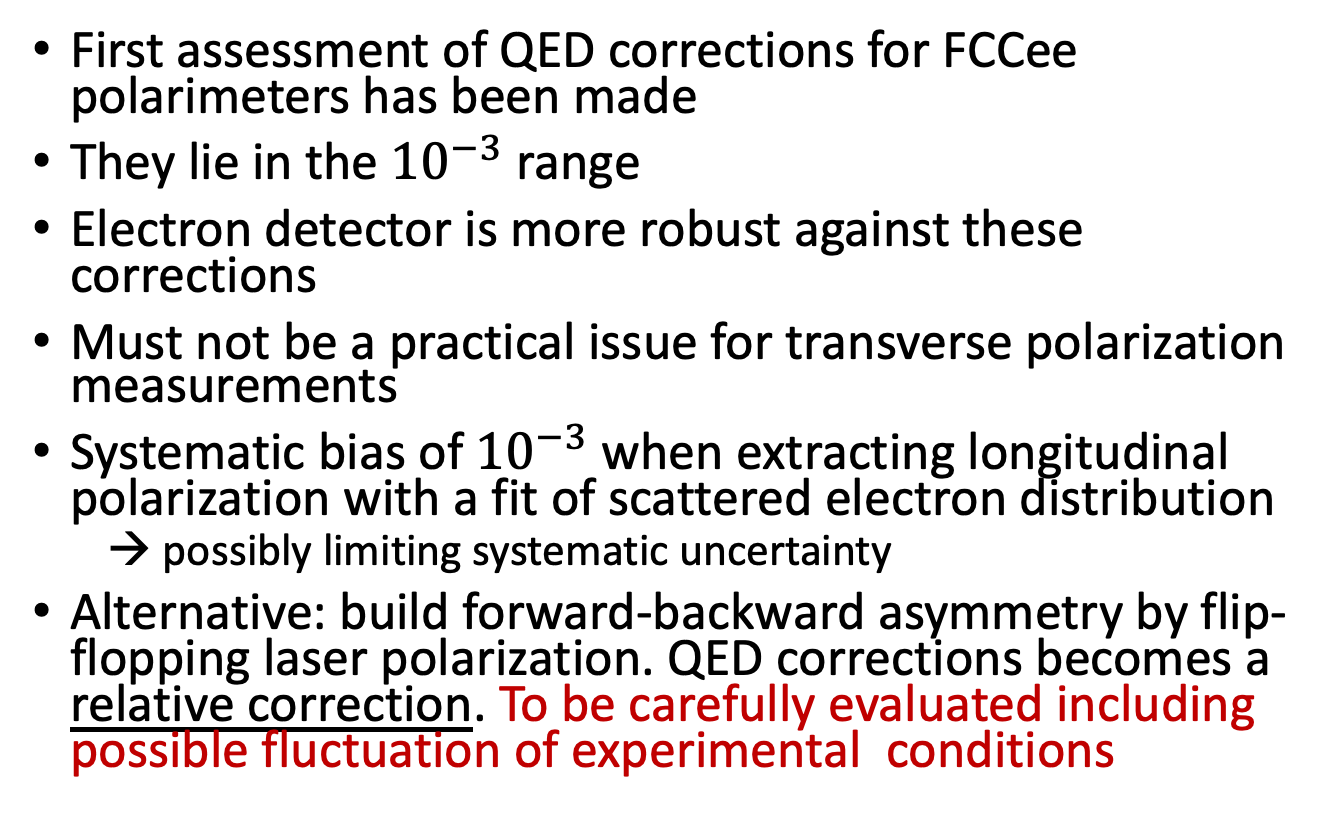 • First assessment of QED corrections for FCCee
polarimeters has been made
• They lie in the 10⁻³ range
• Electron detector is more robust against these
corrections
• Must not be a practical issue for transverse polarization
measurements
• Systematic bias of 10⁻³ when extracting longitudinal
polarization with a fit of scattered electron distribution
→ possibly limiting systematic uncertainty
• Alternative: build forward-backward asymmetry by flip-
flopping laser polarization. QED corrections becomes a
relative correction. To be carefully evaluated including
possible fluctuation of experimental  conditions